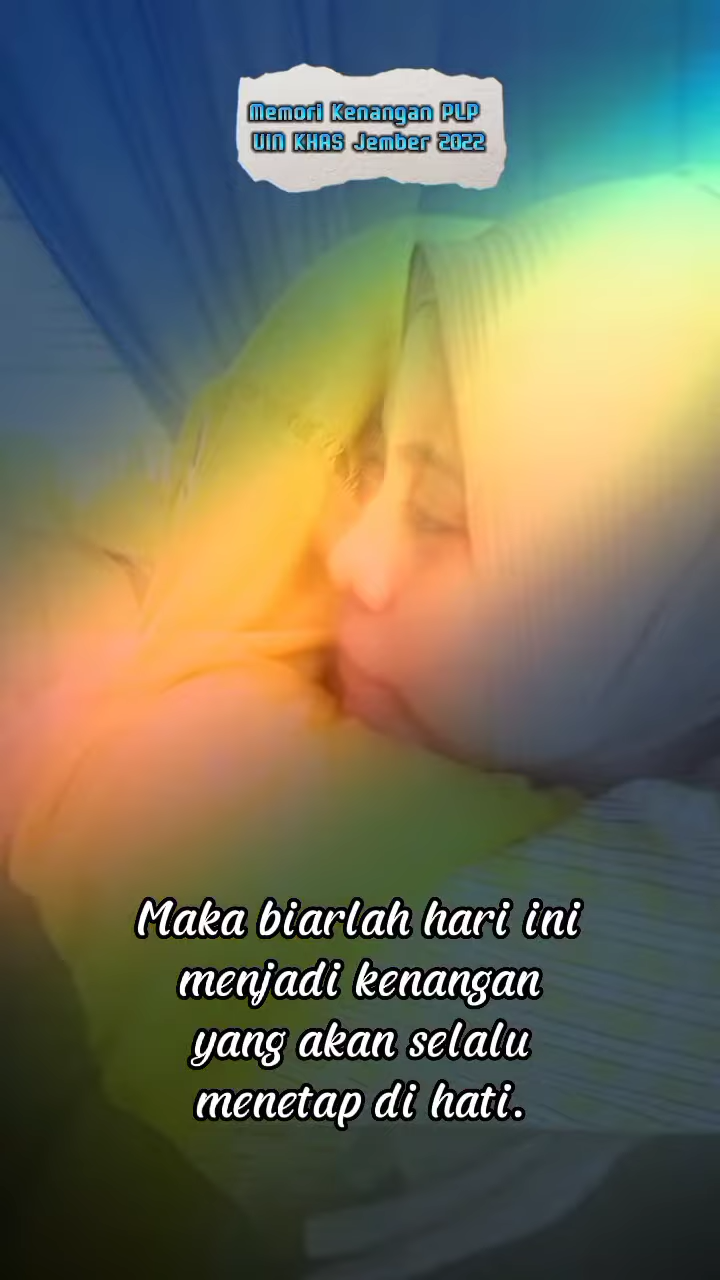 Memori Kenangan PLP
UIN KHAS Jember 2022
Maka biarlah hari ini
menjadi kenangan
yang akan selalu
menetap di hati.